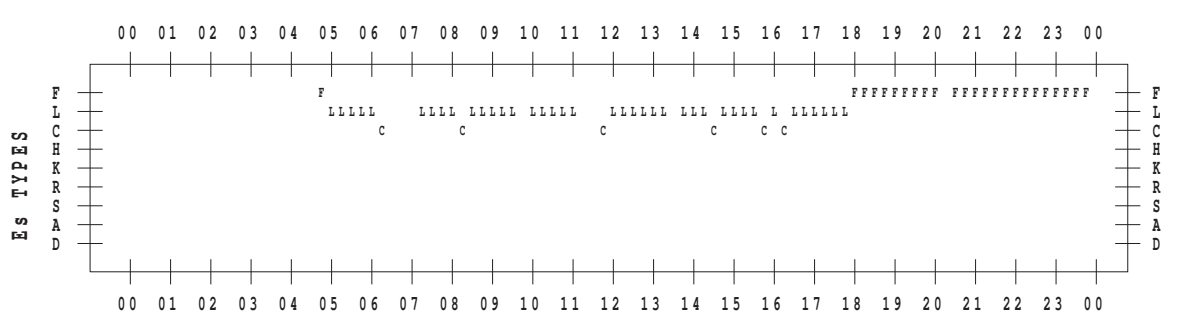 00 01 02 03 04 05 06 07 08 09 10 11 12 13 14 15 16 17 18 19 20 21 22 23 00
F F FFFFFFFFF FFFFFFFFFFFFFF F
L LLLLL LLLL LLLLL LLLLL LLLLLL LLL LLLL L LLLLLL L
C C C C C C C C
H H
K K
R R
S S
A A
D D
Es TYPES
00 01 02 03 04 05 06 07 08 09 10 11 12 13 14 15 16 17 18 19 20 21 22 23 00